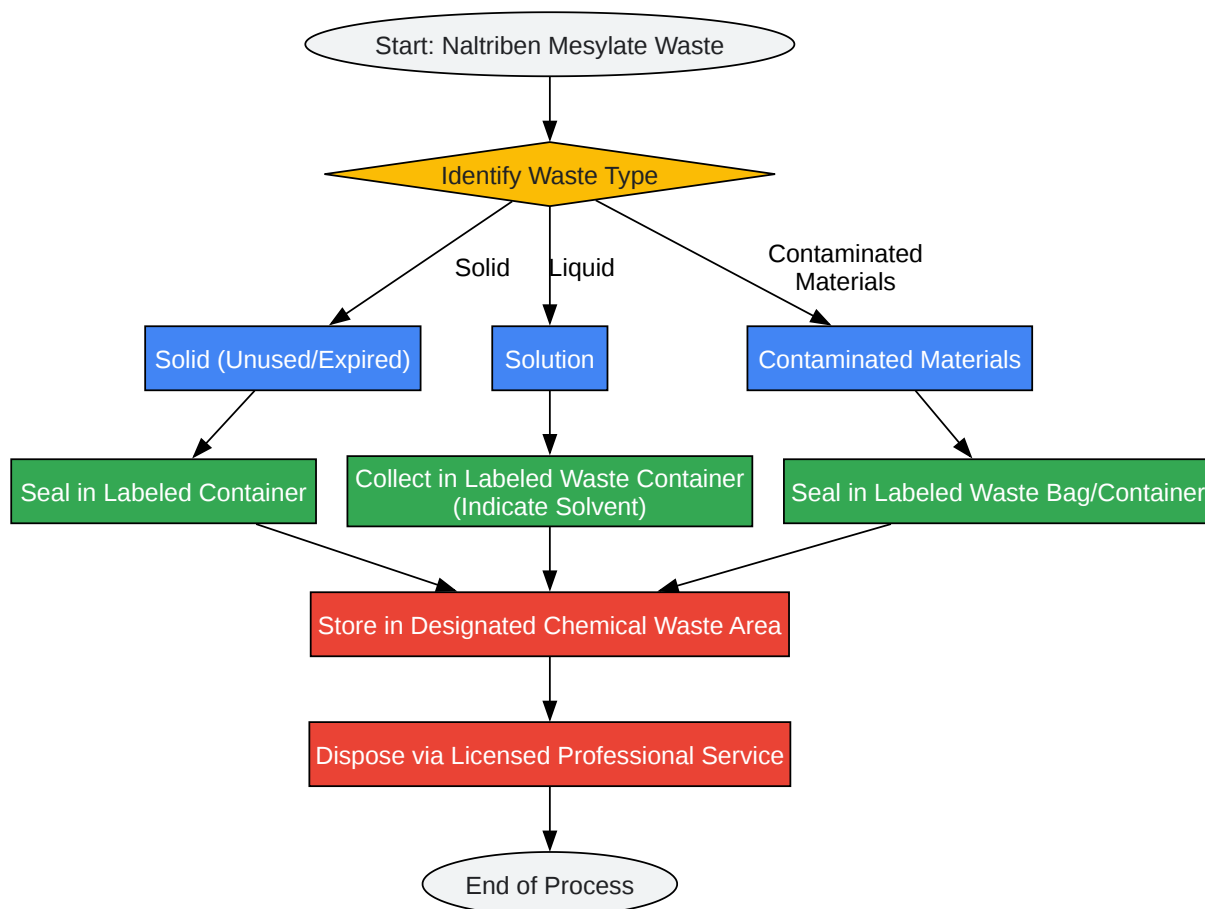 Start: Naltriben Mesylate Waste
Identify Waste Type
Solid
Liquid
Contaminated
Materials
Solid (Unused/Expired)
Solution
Contaminated Materials
Seal in Labeled Container
Collect in Labeled Waste Container
(Indicate Solvent)
Seal in Labeled Waste Bag/Container
Store in Designated Chemical Waste Area
Dispose via Licensed Professional Service
End of Process